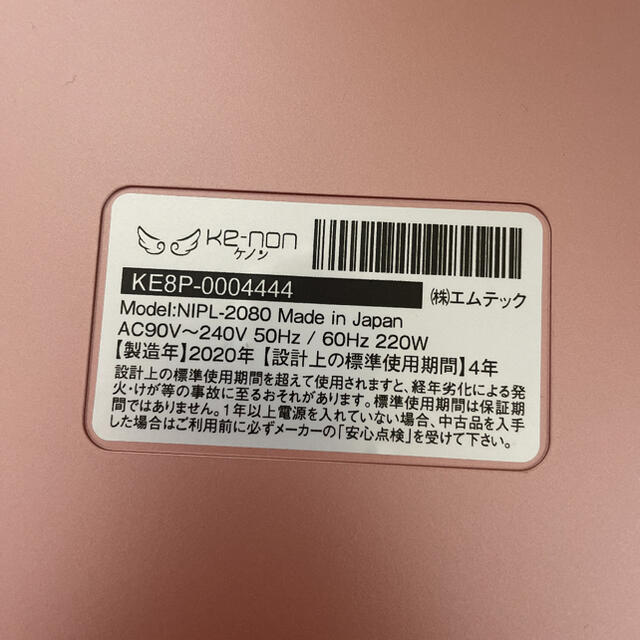 ke-non
ケノン
KE8P-0004444
㈱エムテック
Model:NIPL-2080 Made in Japan
AC90V～240V 50Hz / 60Hz 220W
【製造年】2020年【設計上の標準使用期間】4年
設計上の標準使用期間を超えて使用されますと、経年劣化による発
火・けが等の事故に至るおそれがあります。標準使用期間は保証期
間ではありません。1年以上電源を入れていない場合、中古品を入手
した場合はご利用前に必ずメーカーの「安心点検」を受けて下さい。